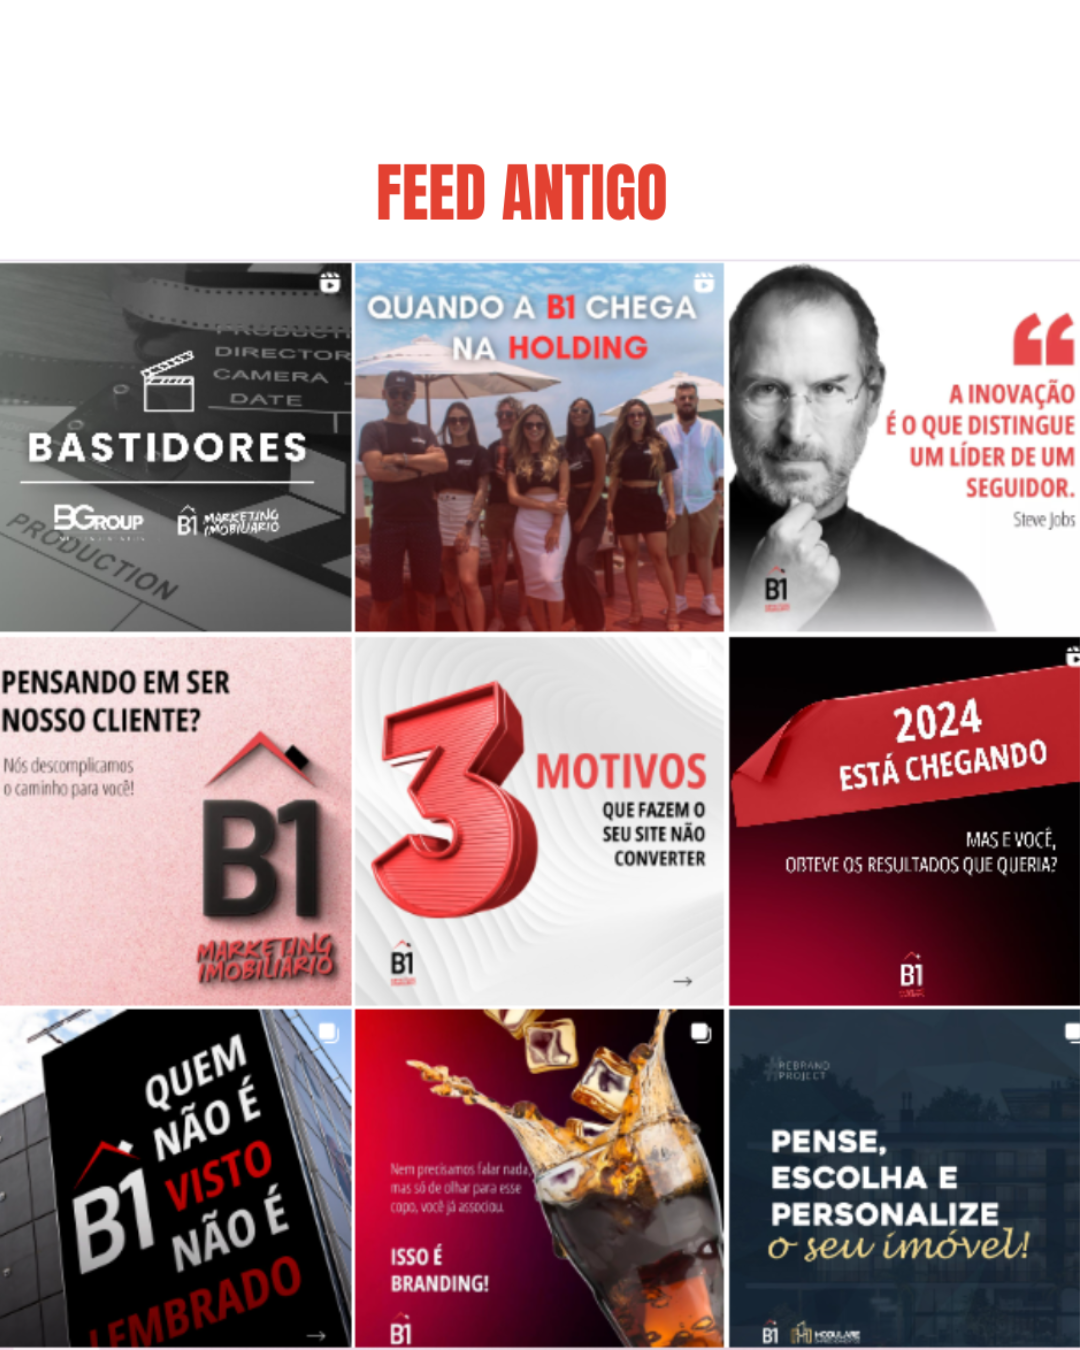 FEED ANTIGO
DIRECTOR
CAMERA
DATE
BASTIDORES
BGROUP
B1 MARKETING
IMOBILIÁRIO
PRODUCTION
QUANDO A B1 CHEGA
NA HOLDING
“
A INOVAÇÃO
É O QUE DISTINGUE
UM LÍDER DE UM
SEGUIDOR.
Steve Jobs
B1
PENSANDO EM SER
NOSSO CLIENTE?
Nós descomplicamos
o caminho para você!
B1
MARKETING
IMOBILIÁRIO
3
MOTIVOS
QUE FAZEM O
SEU SITE NÃO
CONVERTER
B1
→
2024
ESTÁ CHEGANDO
MAS E VOCÊ,
OBTEVE OS RESULTADOS QUE QUERIA?
B1
QUEM
NÃO É
VISTO
NÃO É
LEMBRADO
B1
→
Nem precisamos falar nada,
mas só de olhar para esse
copo, você já associou.
ISSO É
BRANDING!
B1
REBRAND
PROJECT
PENSE,
ESCOLHA E
PERSONALIZE
o seu imóvel!
B1 MODULARE